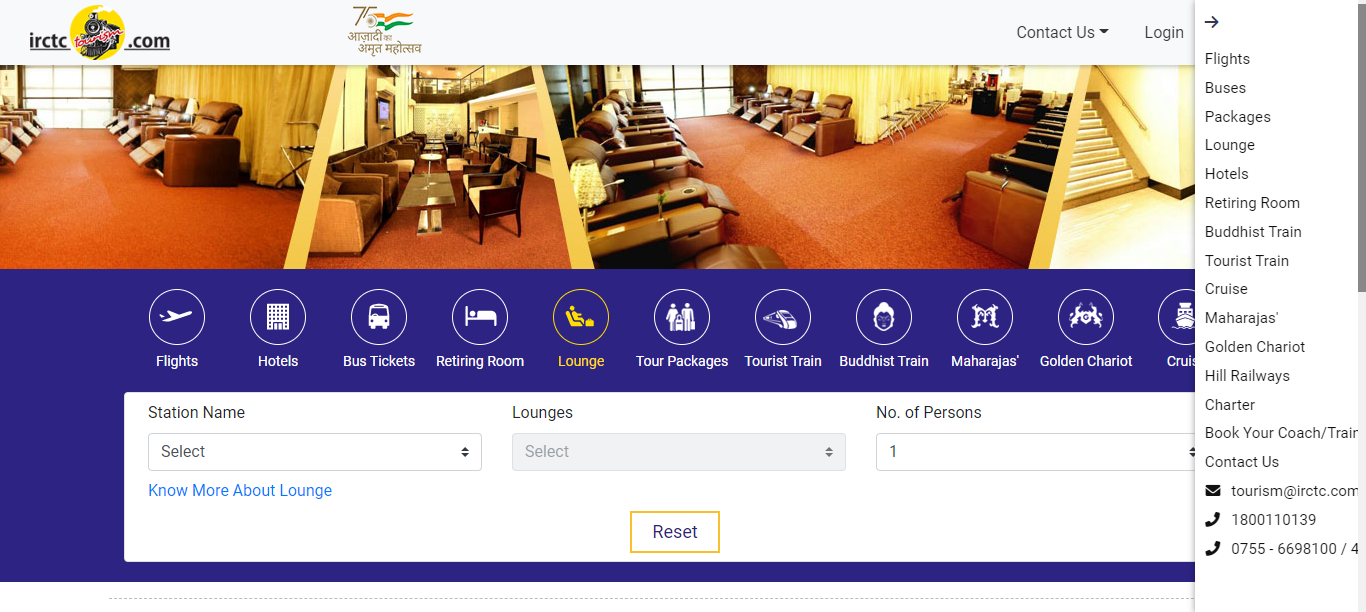 irctc tourism .com
75
आज़ादी का
अमृत महोत्सव
Contact Us
Login
Flights
Hotels
Bus Tickets
Retiring Room
Lounge
Tour Packages
Tourist Train
Buddhist Train
Maharajas'
Golden Chariot
Cruis
Station Name
Select
Lounges
Select
No. of Persons
1
Know More About Lounge
Reset
Flights
Buses
Packages
Lounge
Hotels
Retiring Room
Buddhist Train
Tourist Train
Cruise
Maharajas'
Golden Chariot
Hill Railways
Charter
Book Your Coach/Train
Contact Us
tourism@irctc.com
1800110139
0755 - 6698100 / 4